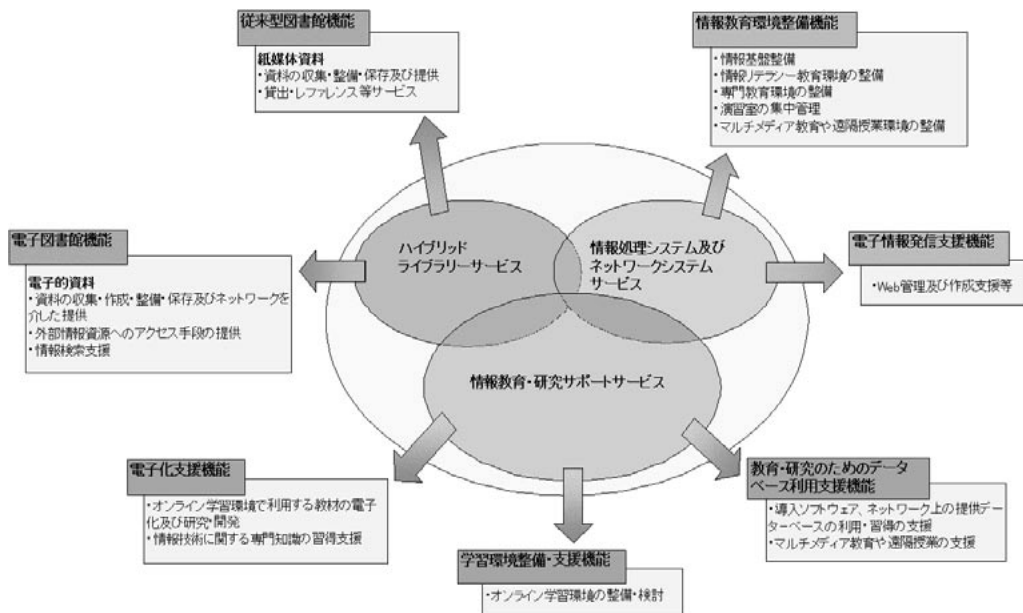 従来型図書館機能
紙媒体資料
・資料の収集・整備・保存及び提供
・貸出・レファレンス等サービス
情報教育環境整備機能
・情報基盤整備
・情報リテラシー教育環境の整備
・専門教育環境の整備
・演習室の集中管理
・マルチメディア教育や遠隔授業環境の整備
ハイブリッド
ライブラリーサービス
情報処理システム及び
ネットワークシステム
サービス
電子図書館機能
電子的資料
・資料の収集・作成・整備・保存及びネットワークを
介した提供
・外部情報資源へのアクセス手段の提供
・情報検索支援
電子情報発信支援機能
・Web管理及び作成支援等
情報教育・研究サポートサービス
電子化支援機能
・オンライン学習環境で利用する教材の電子
化及び研究・開発
・情報技術に関する専門知識の習得支援
学習環境整備・支援機能
・オンライン学習環境の整備・検討
教育・研究のためのデータ
ベース利用支援機能
・導入ソフトウェア、ネットワーク上の提供デー
ターベースの利用・習得の支援
・マルチメディア教育や遠隔授業の支援